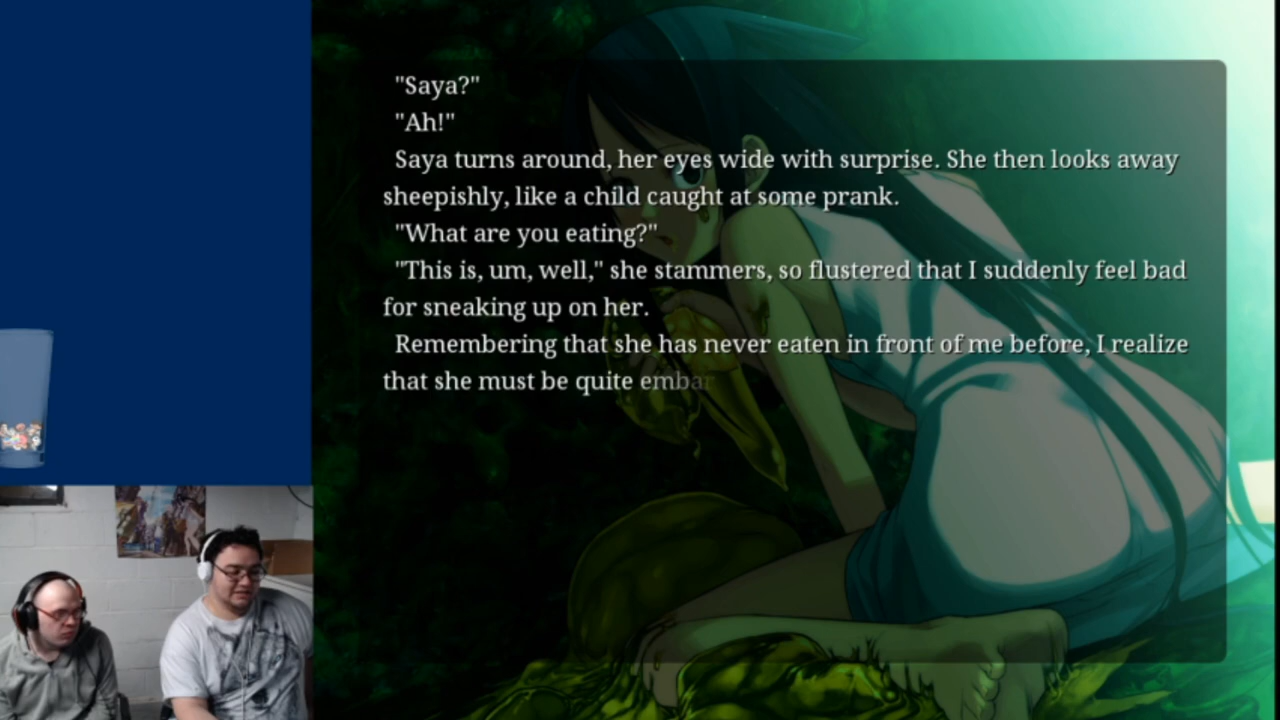 "Saya?"
"Ah!"
Saya turns around, her eyes wide with surprise. She then looks away
sheepishly, like a child caught at some prank.
"What are you eating?"
"This is, um, well," she stammers, so flustered that I suddenly feel bad
for sneaking up on her.
Remembering that she has never eaten in front of me before, I realize
that she must be quite embar